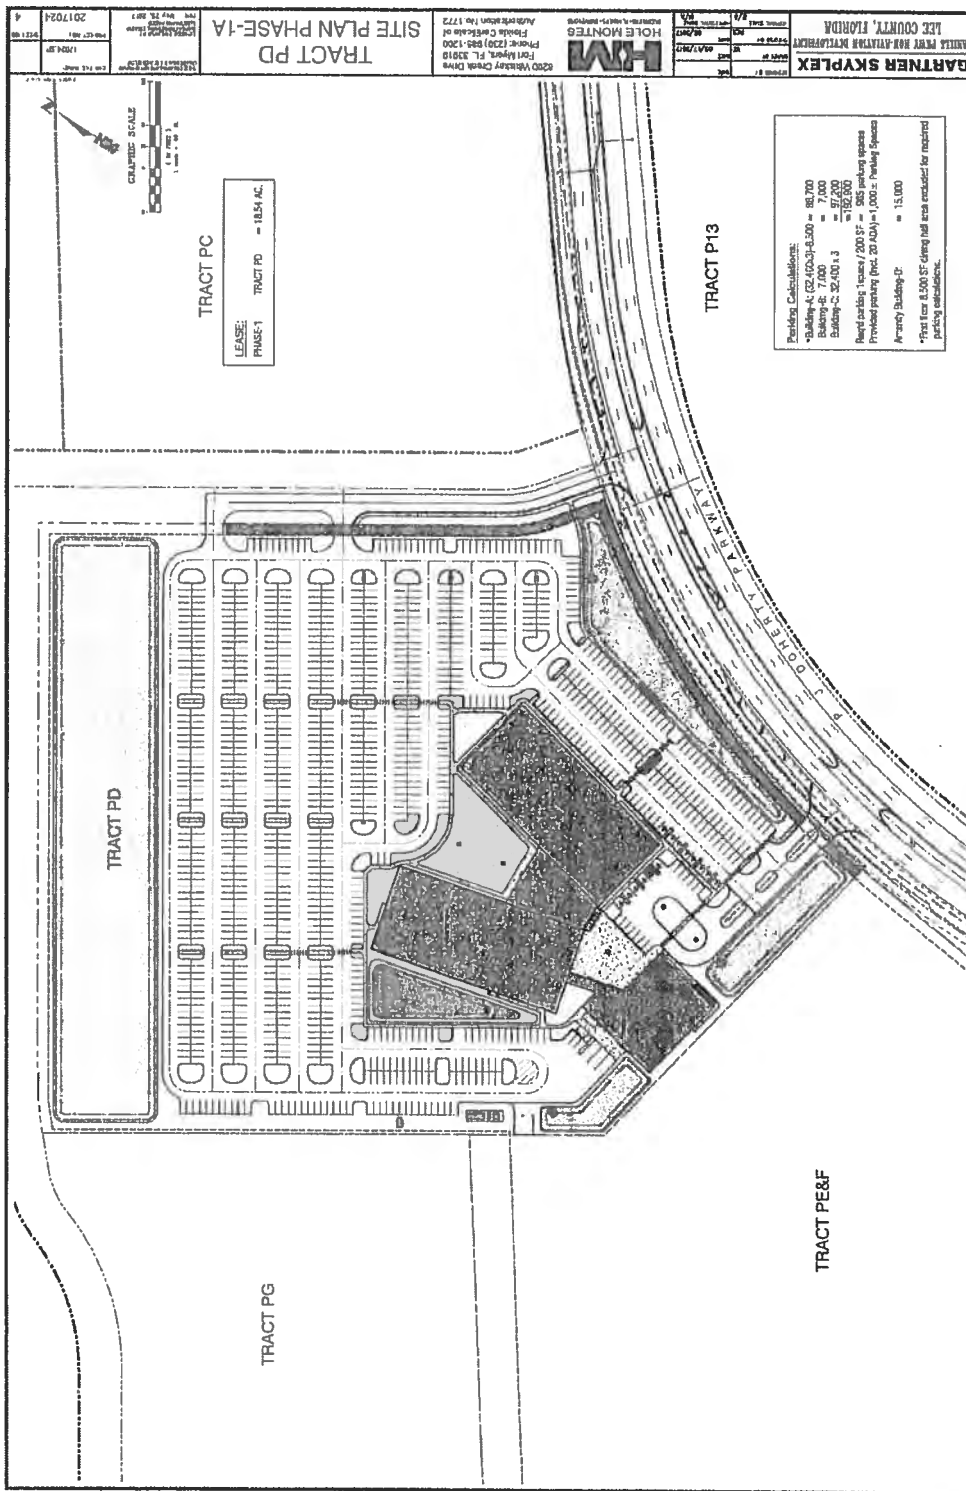 GARTNER SKYPLEX
LEE COUNTY, FLORIDA
HM
HOLE MONTES
6200 Whiskey Creek Drive
Fort Myers, FL. 33919
Phone: (239) 985-1200
Florida Certificate of
Authorization No.1772
TRACT PD
SITE PLAN PHASE-1A
2017024
4
GRAPHIC SCALE
TRACT PC
LEASE:
PHASE-1 TRACT PD = 18.54 AC.
TRACT P13
Parking Calculations:
*Building-A: (32,400x3)-8,500 = 88,700
Building-B: 7,000 = 7,000
Building-C: 32,400 x 3 = 97,200
=192,900
Req'd parking 1space / 200 SF = 965 parking spaces
Provided parking (incl. 20 ADA)=1,000 ± Parking Spaces
Amenity Building-D: = 15,000
*First floor 8,500 SF dining hall area excluded for required
parking calculations.
P J DOHERTY PARKWAY
TRACT PD
TRACT PG
TRACT PE&F